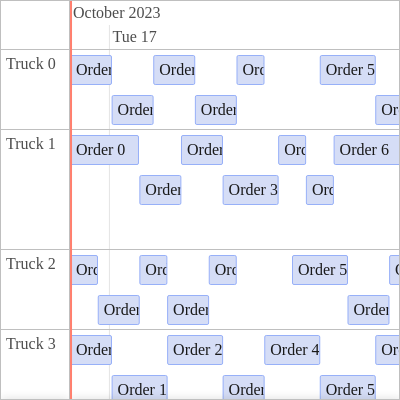 October 2023
Tue 17
Truck 0
Order Order Orc Order 5
Order Order Or
Truck 1
Order 0 Order Orc Order 6
Order Order 3 Orc
Truck 2
Orc Orc Orc Order 5
Order Order Order
Truck 3
Order Order 2 Order 4 Or
Order 1 Order Order 5